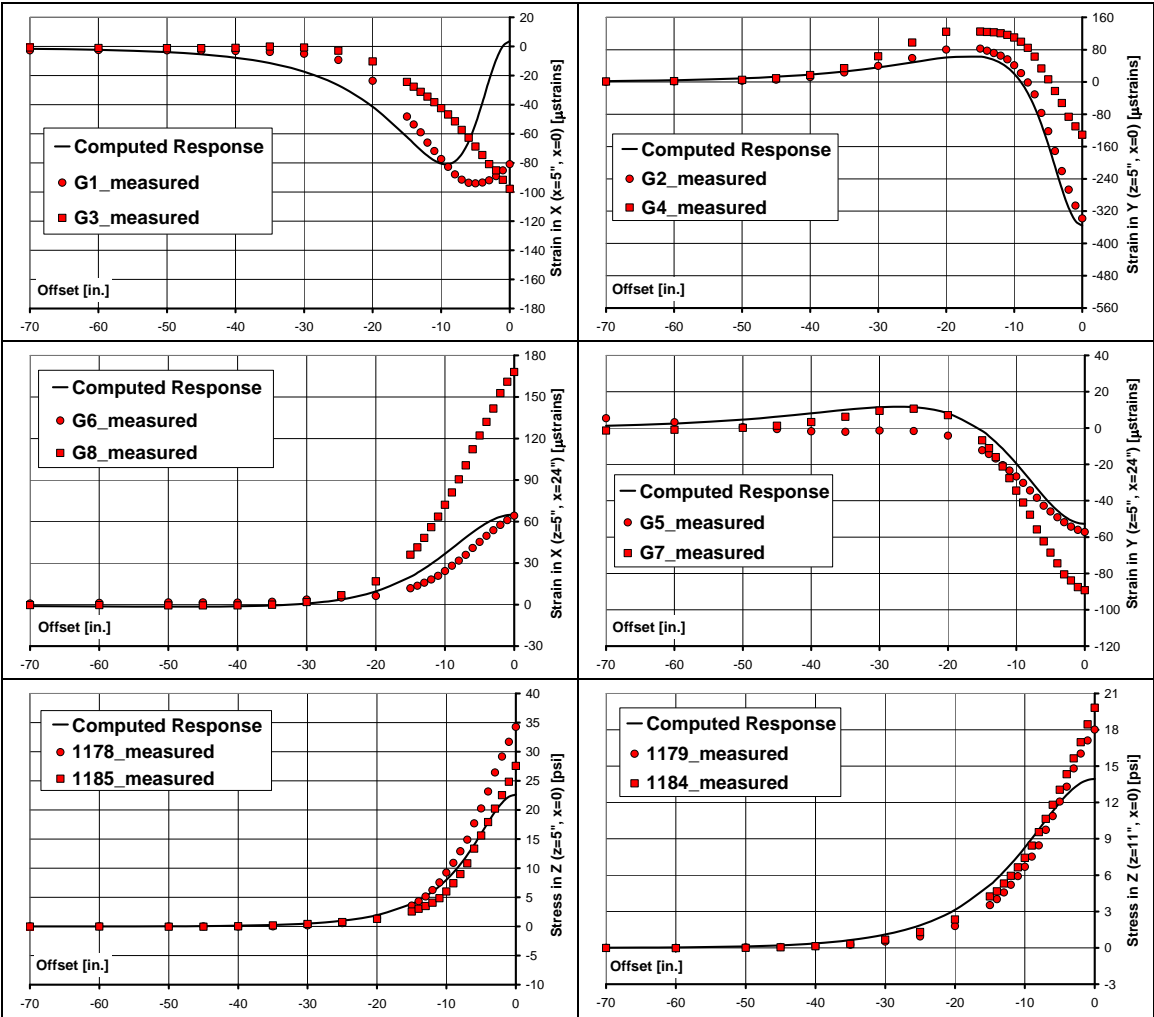 20
0
-20
-40
-60
-80
-100
-120
-140
-160
-180
Strain in X (x=5", x=0) [µstrains]
Computed Response
G1_measured
G3_measured
Offset [in.]
-70 -60 -50 -40 -30 -20 -10 0
160
80
0
-80
-160
-240
-320
-400
-480
-560
Strain in Y (z=5", x=0) [µstrains]
Computed Response
G2_measured
G4_measured
Offset [in.]
-70 -60 -50 -40 -30 -20 -10 0
180
150
120
90
60
30
0
-30
Strain in X (z=5", x=24") [µstrains]
Computed Response
G6_measured
G8_measured
Offset [in.]
-70 -60 -50 -40 -30 -20 -10 0
40
20
0
-20
-40
-60
-80
-100
-120
Strain in Y (z=5", x=24") [µstrains]
Computed Response
G5_measured
G7_measured
Offset [in.]
-70 -60 -50 -40 -30 -20 -10 0
40
35
30
25
20
15
10
5
0
-5
-10
Stress in Z (z=5", x=0) [psi]
Computed Response
1178_measured
1185_measured
Offset [in.]
-70 -60 -50 -40 -30 -20 -10 0
21
18
15
12
9
6
3
0
-3
Stress in Z (z=11", x=0) [psi]
Computed Response
1179_measured
1184_measured
Offset [in.]
-70 -60 -50 -40 -30 -20 -10 0